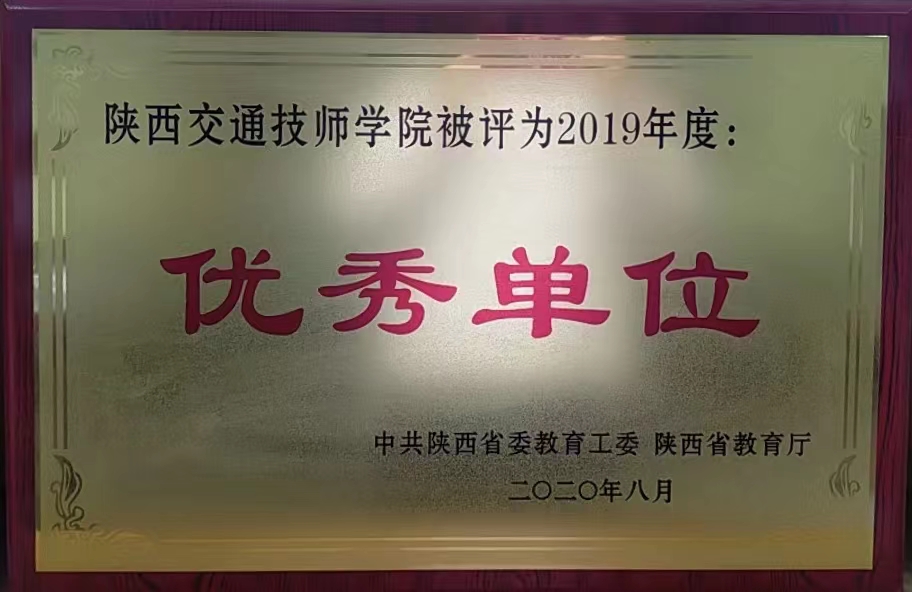 陕西交通技师学院被评为2019年度：
优秀单位
中共陕西省委教育工委 陕西省教育厅
二〇二〇年八月